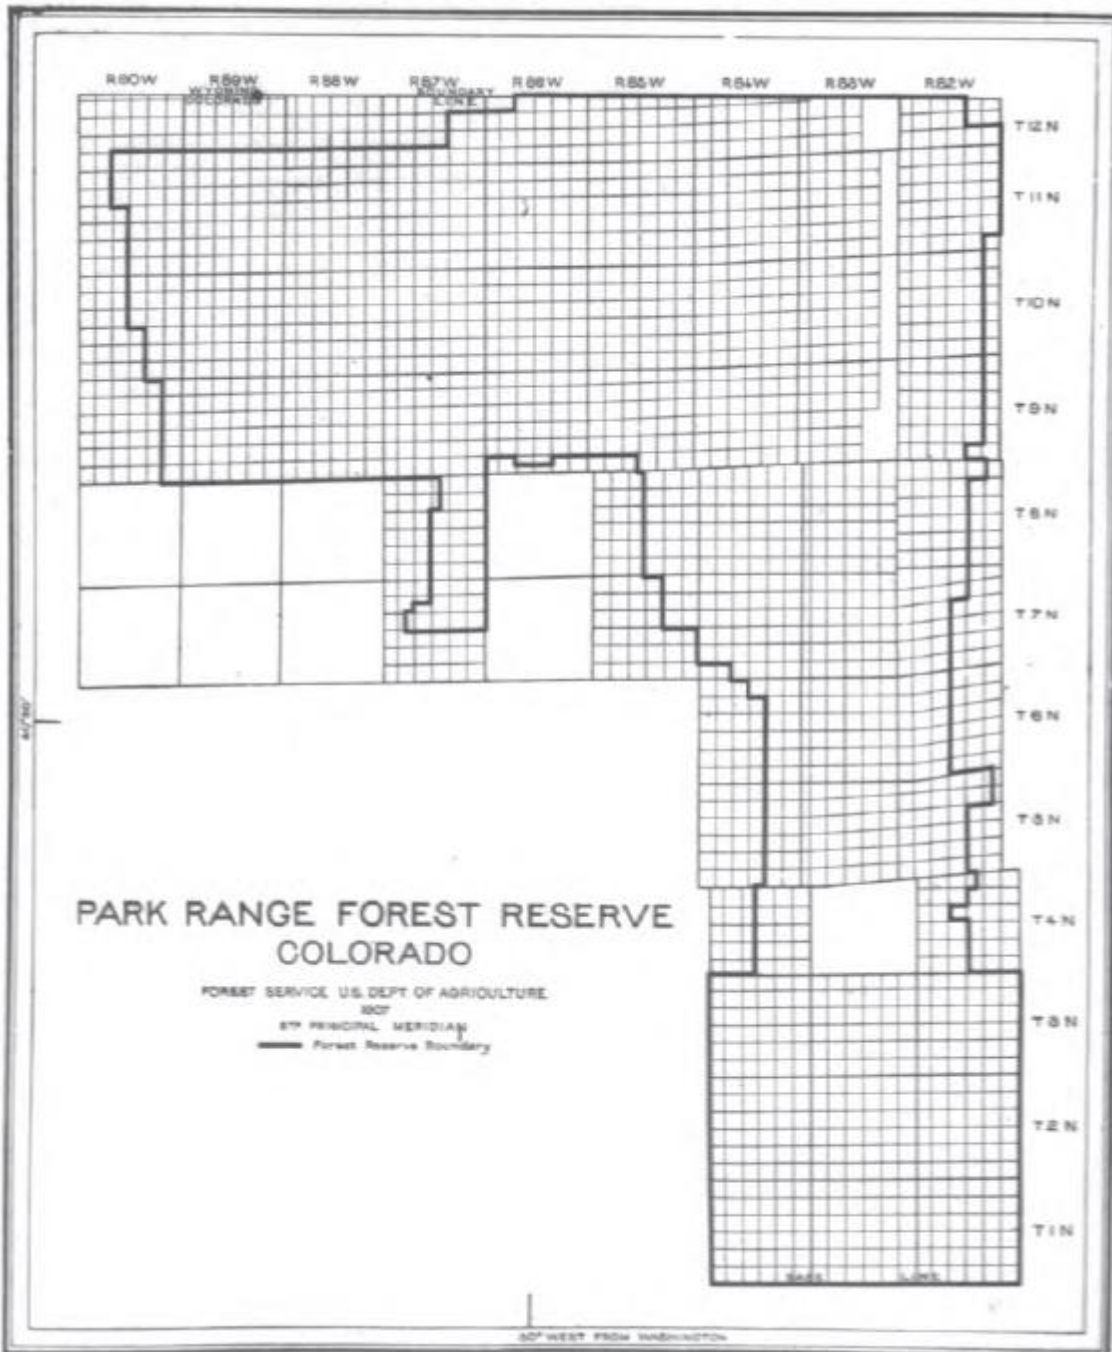 R90W R89W R88W R87W R86W R85W R84W R83W R82W
WYOMING BOUNDARY
COLORADO LINE
T12N
T11N
T10N
T9N
T8N
T7N
T6N
T5N
T4N
T3N
T2N
T1N
PARK RANGE FOREST RESERVE
COLORADO
FOREST SERVICE U.S. DEPT. OF AGRICULTURE
1907
6TH PRINCIPAL MERIDIAN
Forest Reserve Boundary
BASE LINE
30° WEST FROM WASHINGTON